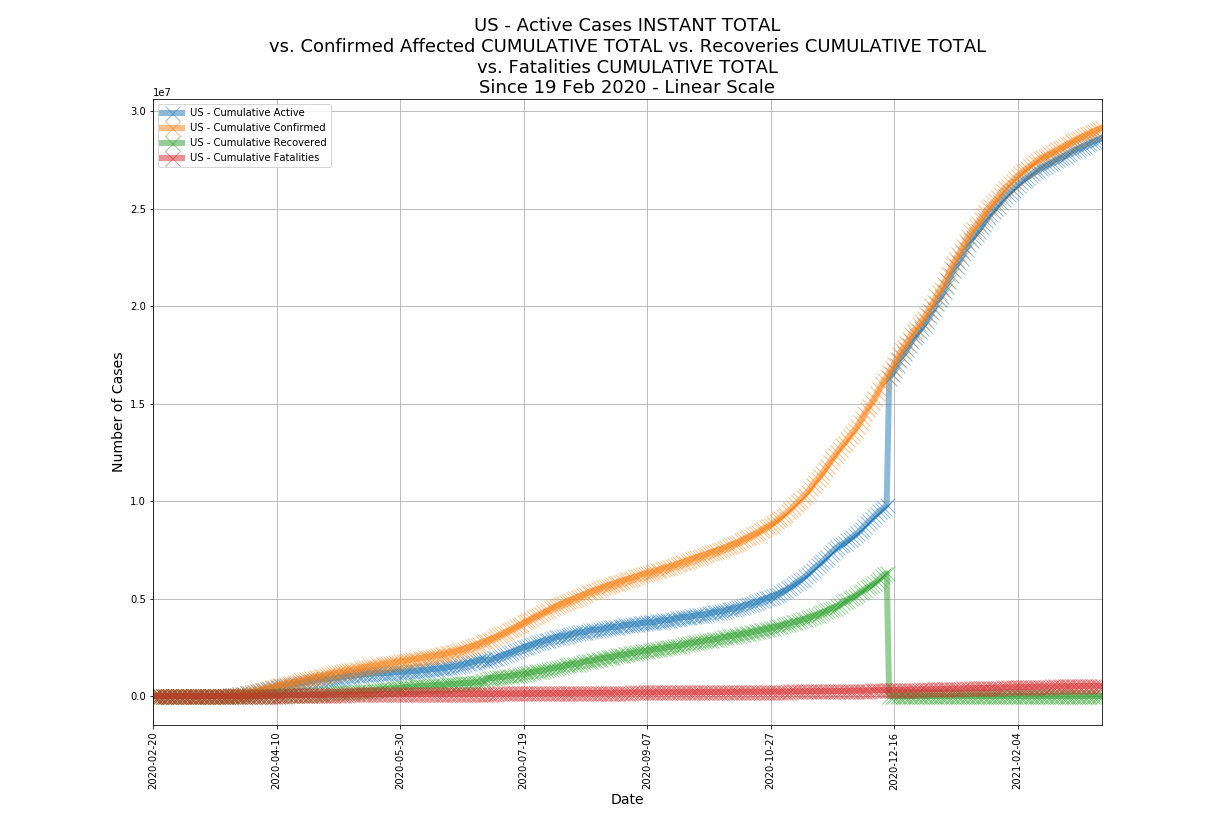 US - Active Cases INSTANT TOTAL
vs. Confirmed Affected CUMULATIVE TOTAL vs. Recoveries CUMULATIVE TOTAL
vs. Fatalities CUMULATIVE TOTAL
Since 19 Feb 2020 - Linear Scale
1e7
US - Cumulative Active
US - Cumulative Confirmed
US - Cumulative Recovered
US - Cumulative Fatalities
3.0
2.5
2.0
1.5
1.0
0.5
0.0
Number of Cases
2020-02-20
2020-04-10
2020-05-30
2020-07-19
2020-09-07
2020-10-27
2020-12-16
2021-02-04
Date